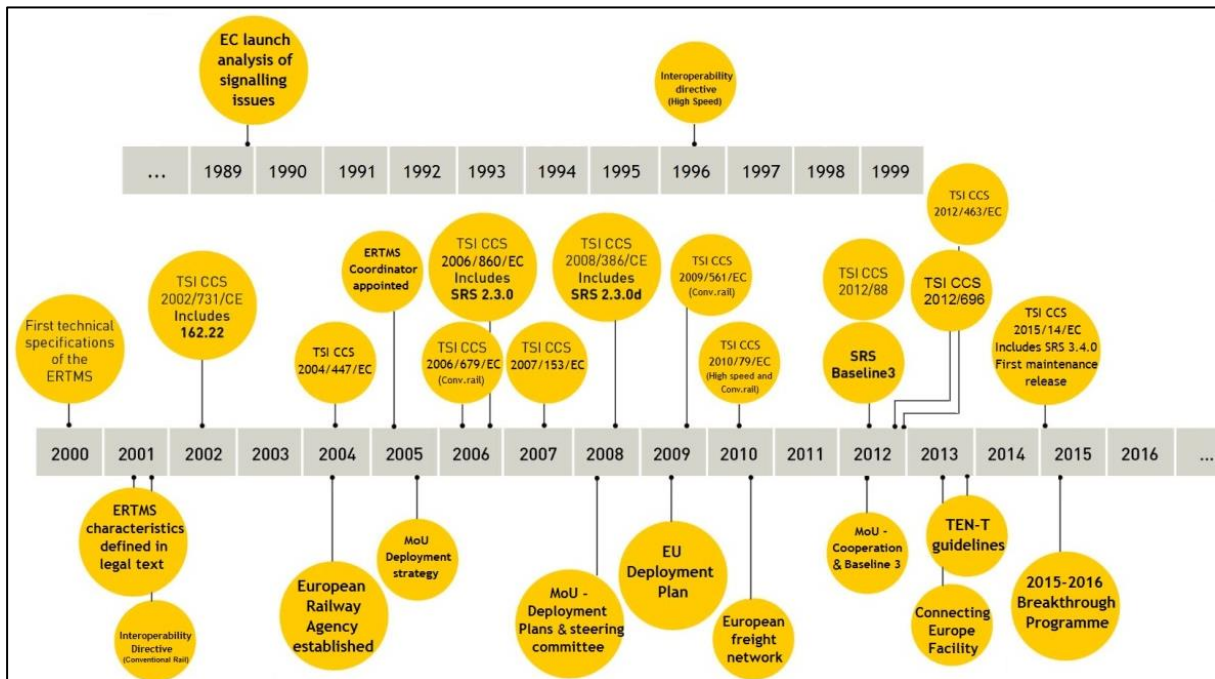 EC launch
analysis of
signalling
issues
Interoperability
directive
(High Speed)
... 1989 1990 1991 1992 1993 1994 1995 1996 1997 1998 1999
TSI CCS
2012/463/EC
First technical
specifications
of the
ERTMS
TSI CCS
2002/731/CE
Includes
162.22
TSI CCS
2004/447/EC
ERTMS
Coordinator
appointed
TSI CCS
2006/860/EC
Includes
SRS 2.3.0
TSI CCS
2006/679/EC
(Conv.rail)
TSI CCS
2007/153/EC
TSI CCS
2008/386/CE
Includes
SRS 2.3.0d
TSI CCS
2009/561/EC
(Conv.rail)
TSI CCS
2010/79/EC
(High speed and
Conv.rail)
TSI CCS
2012/88
SRS
Baseline3
TSI CCS
2012/696
TSI CCS
2015/14/EC
Includes SRS 3.4.0
First maintenance
release
2000 2001 2002 2003 2004 2005 2006 2007 2008 2009 2010 2011 2012 2013 2014 2015 2016 ...
ERTMS
characteristics
defined in
legal text
Interoperability
Directive
(Conventional Rail)
European
Railway
Agency
established
MoU
Deployment
strategy
MoU -
Deployment
Plans & steering
committee
EU
Deployment
Plan
European
freight
network
MoU -
Cooperation
& Baseline 3
TEN-T
guidelines
Connecting
Europe
Facility
2015-2016
Breakthrough
Programme